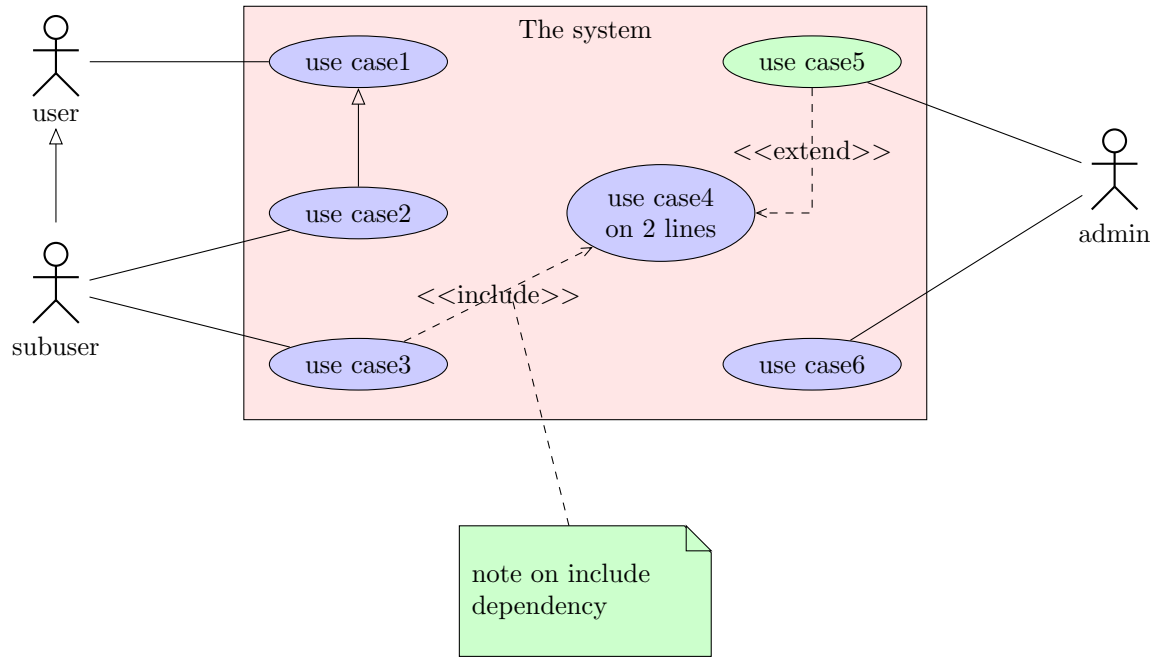 The system
user
use case1
use case5
<<extend>>
use case2
use case4
on 2 lines
admin
<<include>>
subuser
use case3
use case6
note on include
dependency